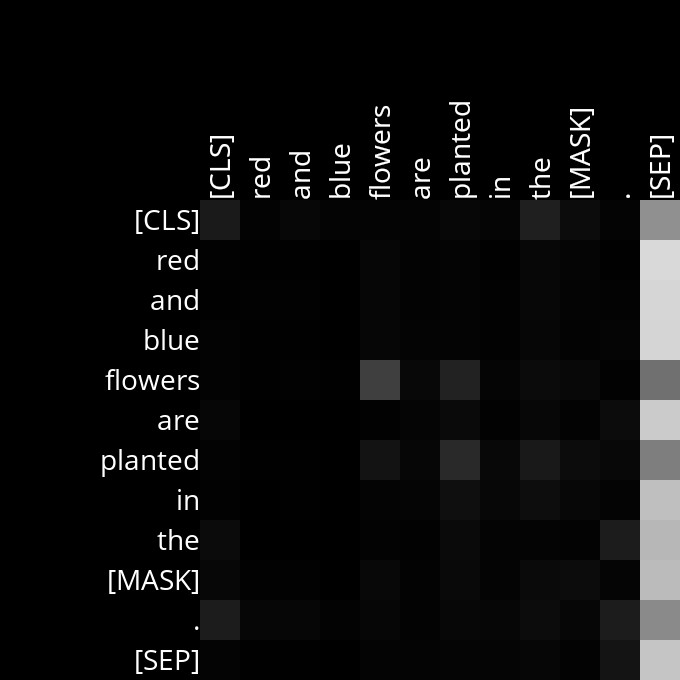 [CLS] red and blue flowers are planted in the [MASK] . [SEP]
[CLS]
red
and
blue
flowers
are
planted
in
the
[MASK]
.
[SEP]